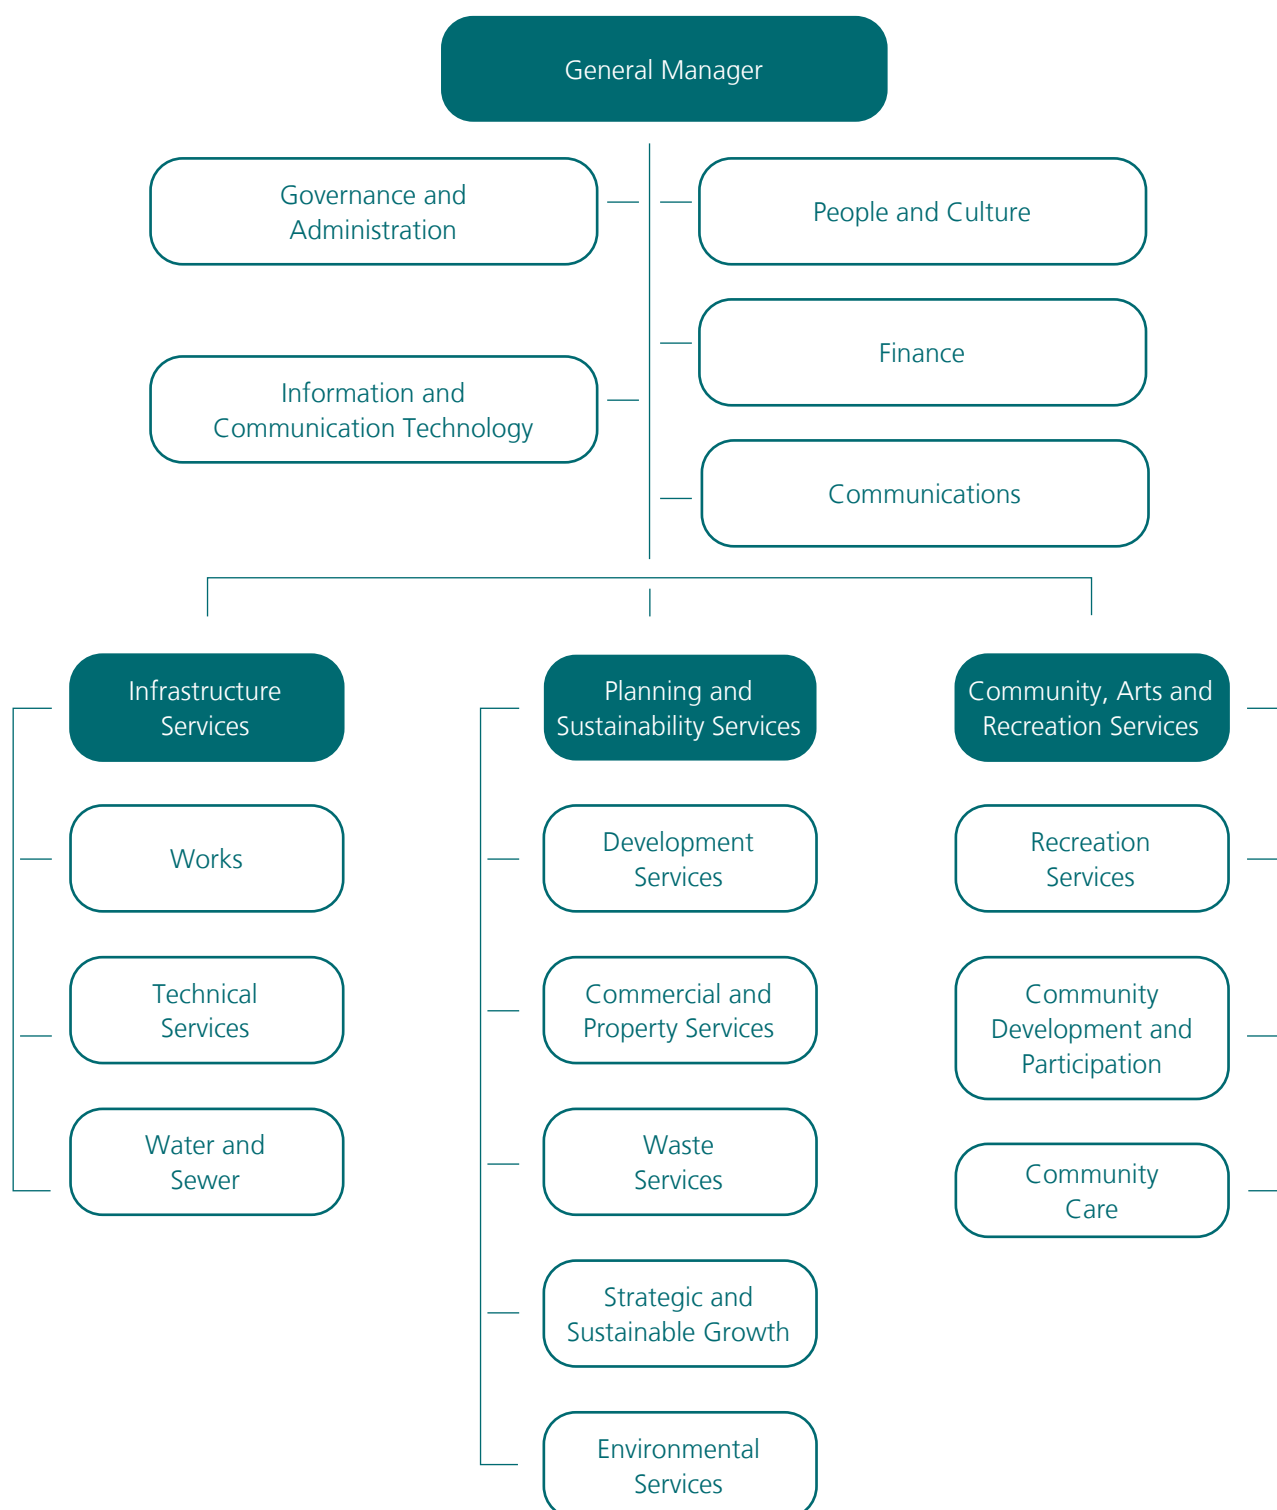 General Manager
Governance and
Administration
People and Culture
Finance
Information and
Communication Technology
Communications
Infrastructure
Services
Works
Technical
Services
Water and
Sewer
Planning and
Sustainability Services
Development
Services
Commercial and
Property Services
Waste
Services
Strategic and
Sustainable Growth
Environmental
Services
Community, Arts and
Recreation Services
Recreation
Services
Community
Development and
Participation
Community
Care